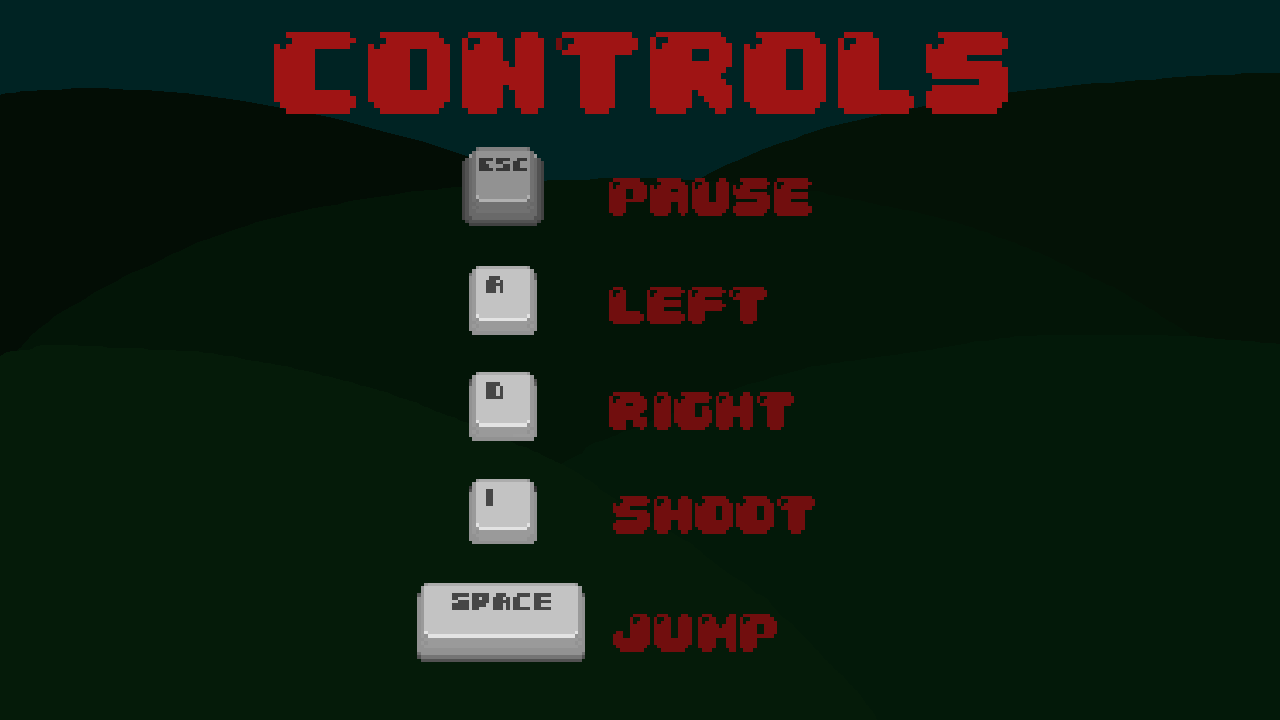 CONTROLS
ESC PAUSE
A LEFT
D RIGHT
I SHOOT
SPACE JUMP